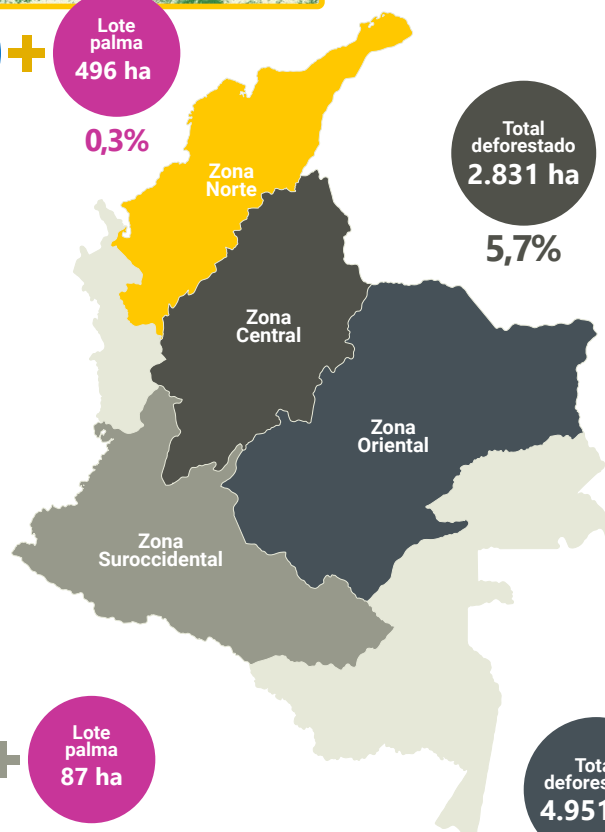 +
Lote
palma
496 ha
0,3%
Total
deforestado
2.831 ha
5,7%
Zona
Norte
Zona
Central
Zona
Oriental
Zona
Suroccidental
Lote
palma
87 ha
4.951